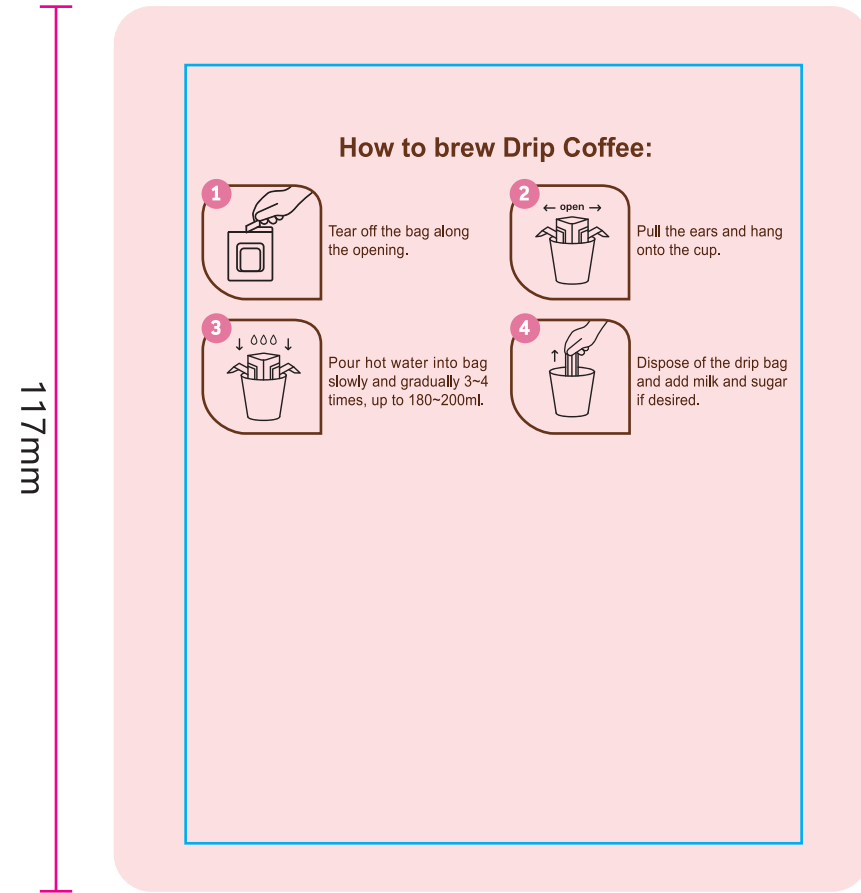 117mm
How to brew Drip Coffee:
1
Tear off the bag along
the opening.
2
← open →
Pull the ears and hang
onto the cup.
3
Pour hot water into bag
slowly and gradually 3~4
times, up to 180~200ml.
4
Dispose of the drip bag
and add milk and sugar
if desired.